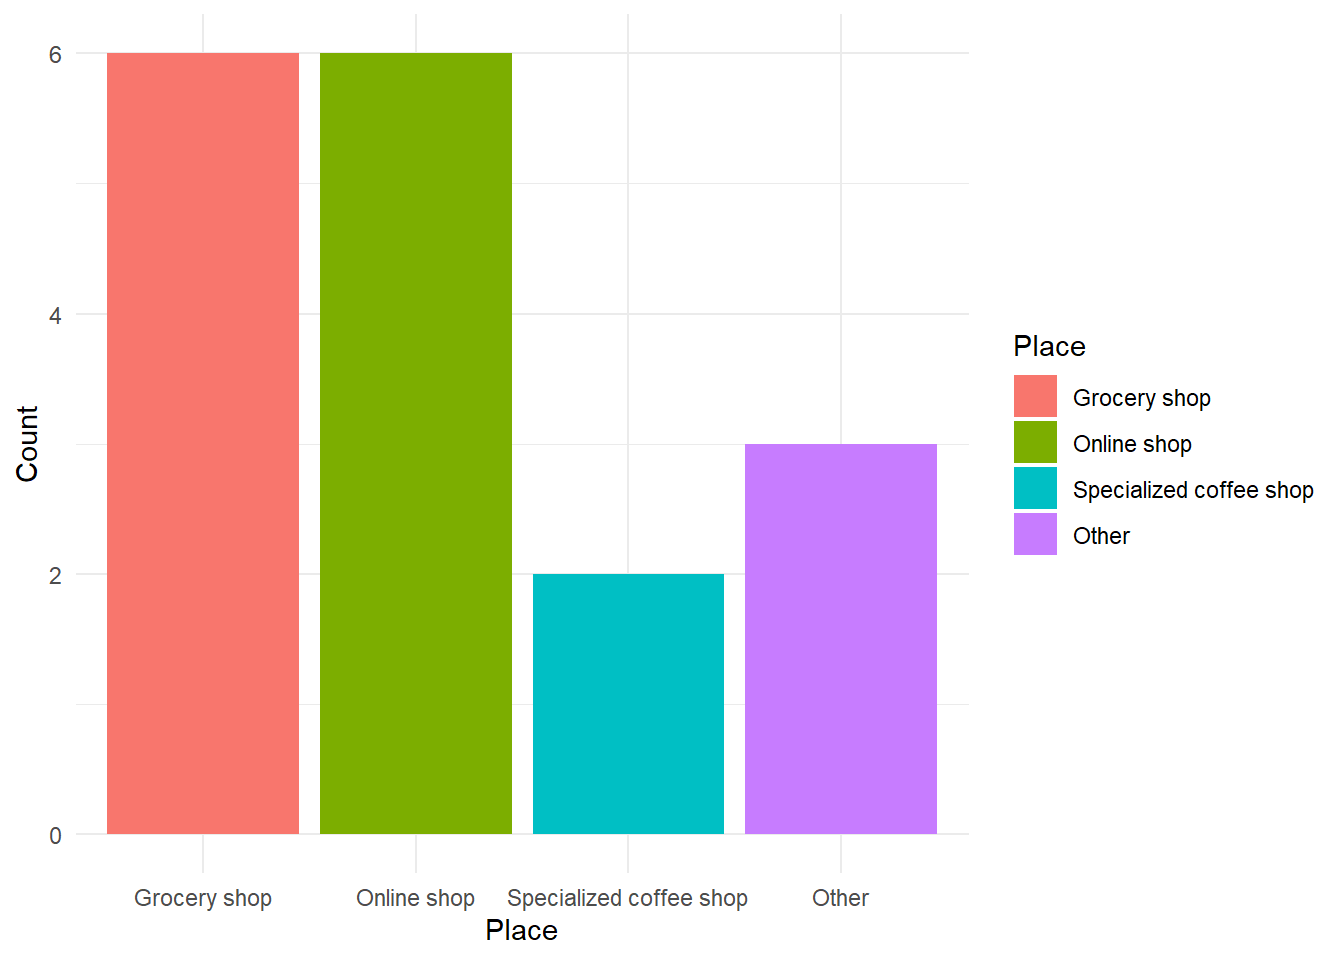 6
4
2
0
Count
Grocery shop
Online shop
Specialized coffee shop
Other
Place
Place
Grocery shop
Online shop
Specialized coffee shop
Other